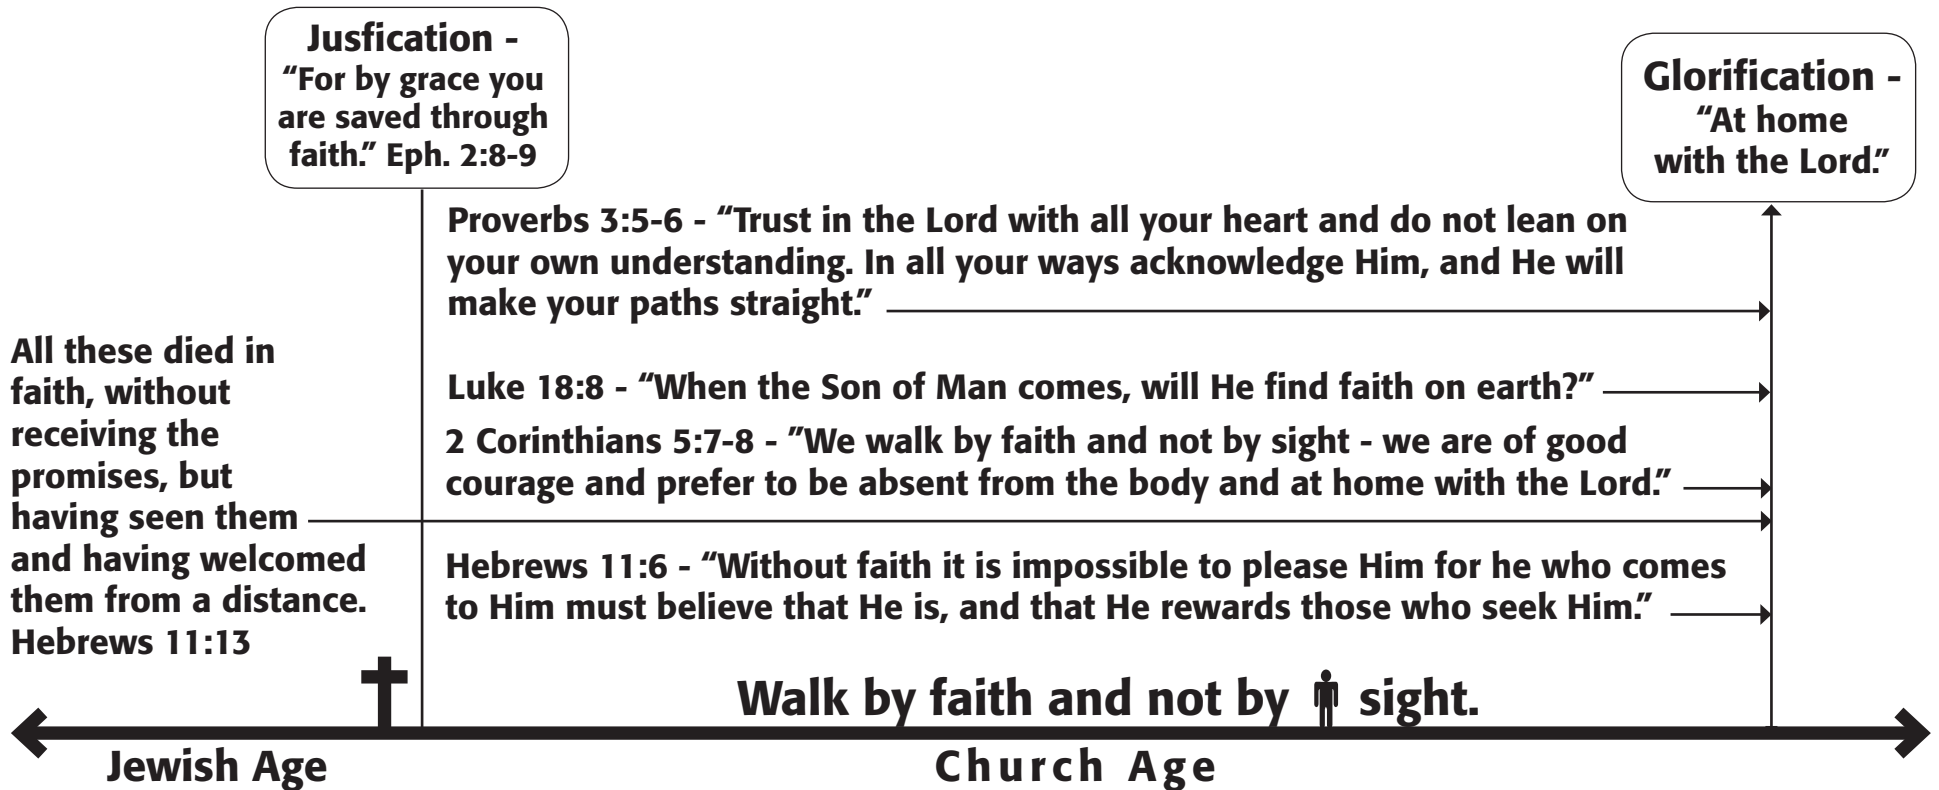 Jusfication -
“For by grace you
are saved through
faith.” Eph. 2:8-9
Glorification -
“At home
with the Lord.”
Proverbs 3:5-6 - “Trust in the Lord with all your heart and do not lean on
your own understanding. In all your ways acknowledge Him, and He will
make your paths straight.”
All these died in
faith, without
receiving the
promises, but
having seen them
and having welcomed
them from a distance.
Hebrews 11:13
Luke 18:8 - “When the Son of Man comes, will He find faith on earth?”
2 Corinthians 5:7-8 - ”We walk by faith and not by sight - we are of good
courage and prefer to be absent from the body and at home with the Lord.”
Hebrews 11:6 - “Without faith it is impossible to please Him for he who comes
to Him must believe that He is, and that He rewards those who seek Him.”
Walk by faith and not by sight.
Jewish Age
Church Age